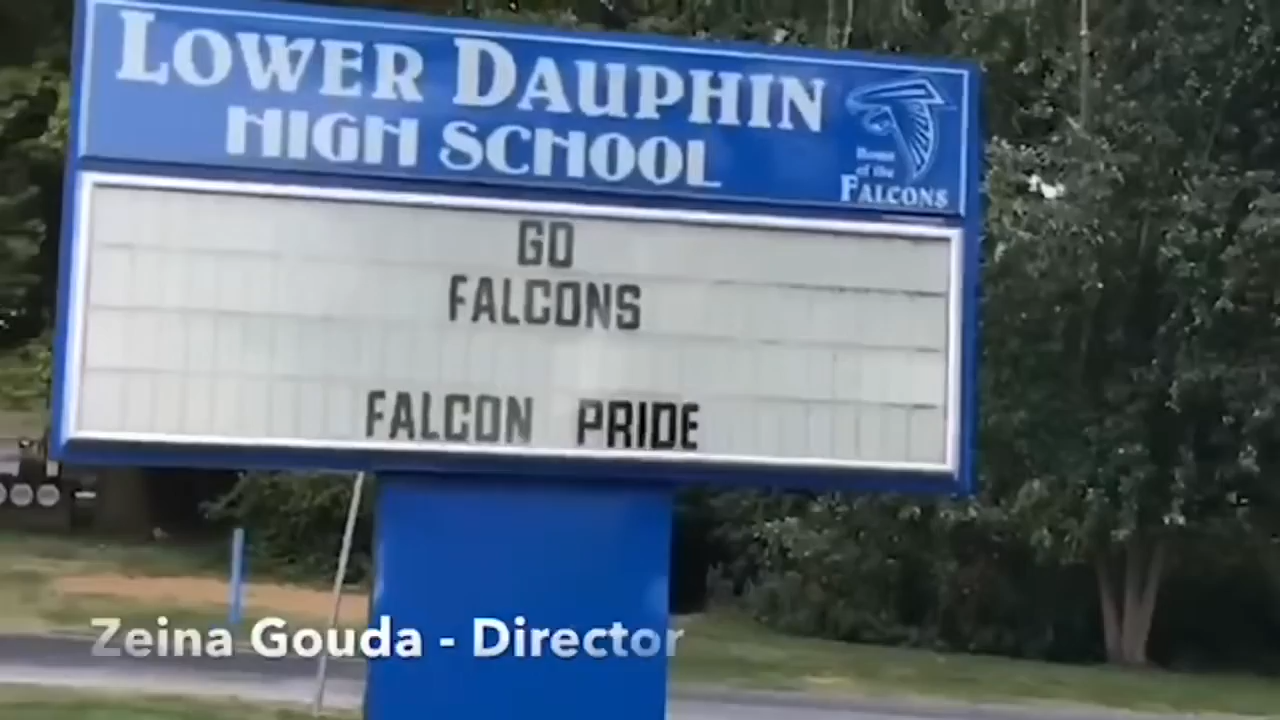 LOWER DAUPHIN
HIGH SCHOOL
Home
of the
FALCONS
GO
FALCONS
FALCON PRIDE
Zeina Gouda - Director